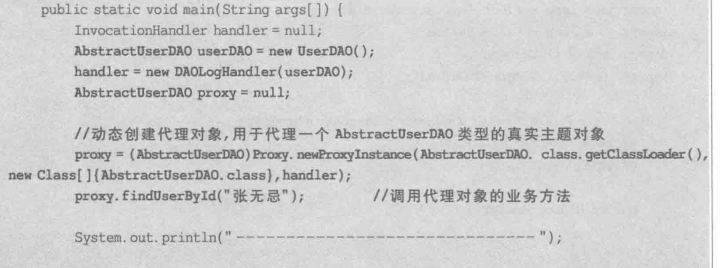 public static void main(String args[]) {
InvocationHandler handler = null;
AbstractUserDAO userDAO = new UserDAO();
handler = new DAOLogHandler(userDAO);
AbstractUserDAO proxy = null;
//动态创建代理对象,用于代理一个 AbstractUserDAO 类型的真实主题对象
proxy = (AbstractUserDAO)Proxy.newProxyInstance(AbstractUserDAO. class.getClassLoader(),
new Class[]{AbstractUserDAO.class},handler);
proxy.findUserById("张无忌"); //调用代理对象的业务方法
System.out.println("------------------------------");